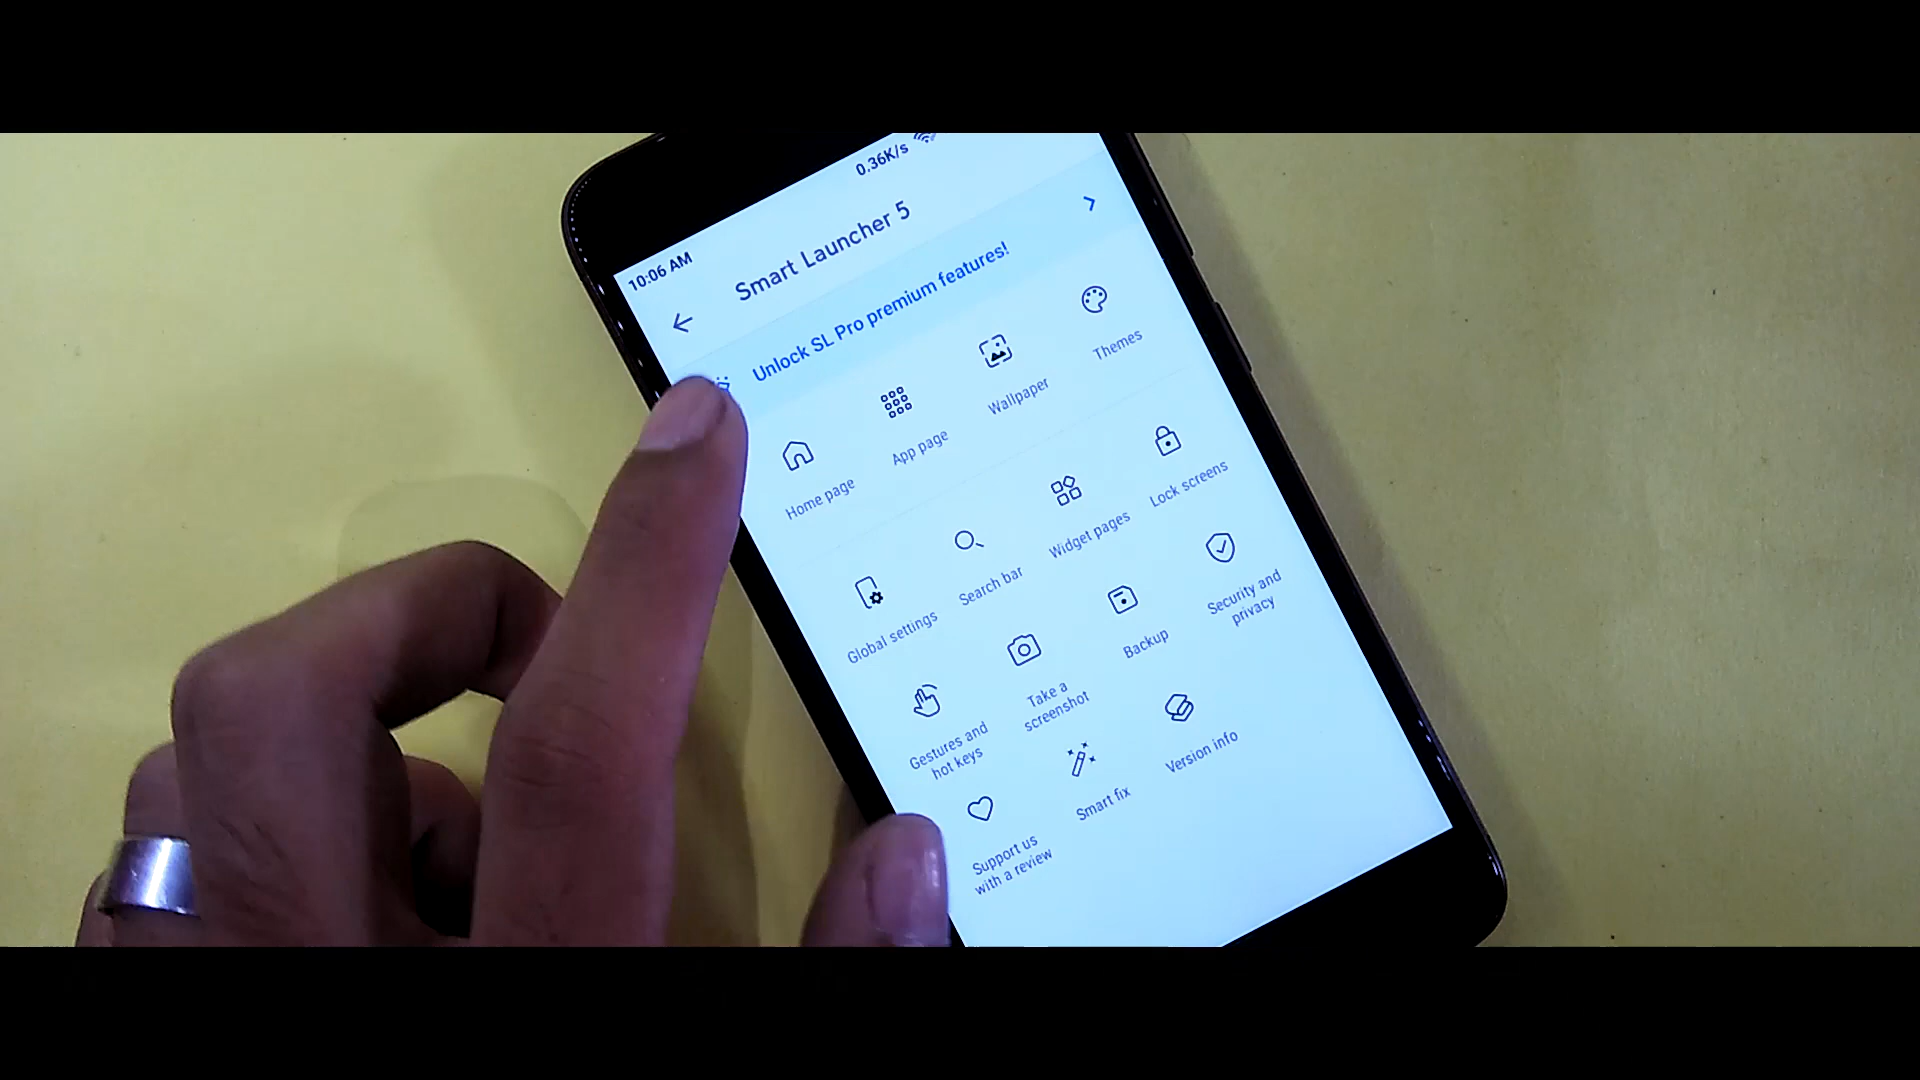 10:06 AM
0.36K/s
Smart Launcher 5
Unlock SL Pro premium features!
Home page
App page
Wallpaper
Themes
Global settings
Search bar
Widget pages
Lock screens
Gestures and
hot keys
Take a
screenshot
Backup
Security and
privacy
Support us
with a review
Smart fix
Version info